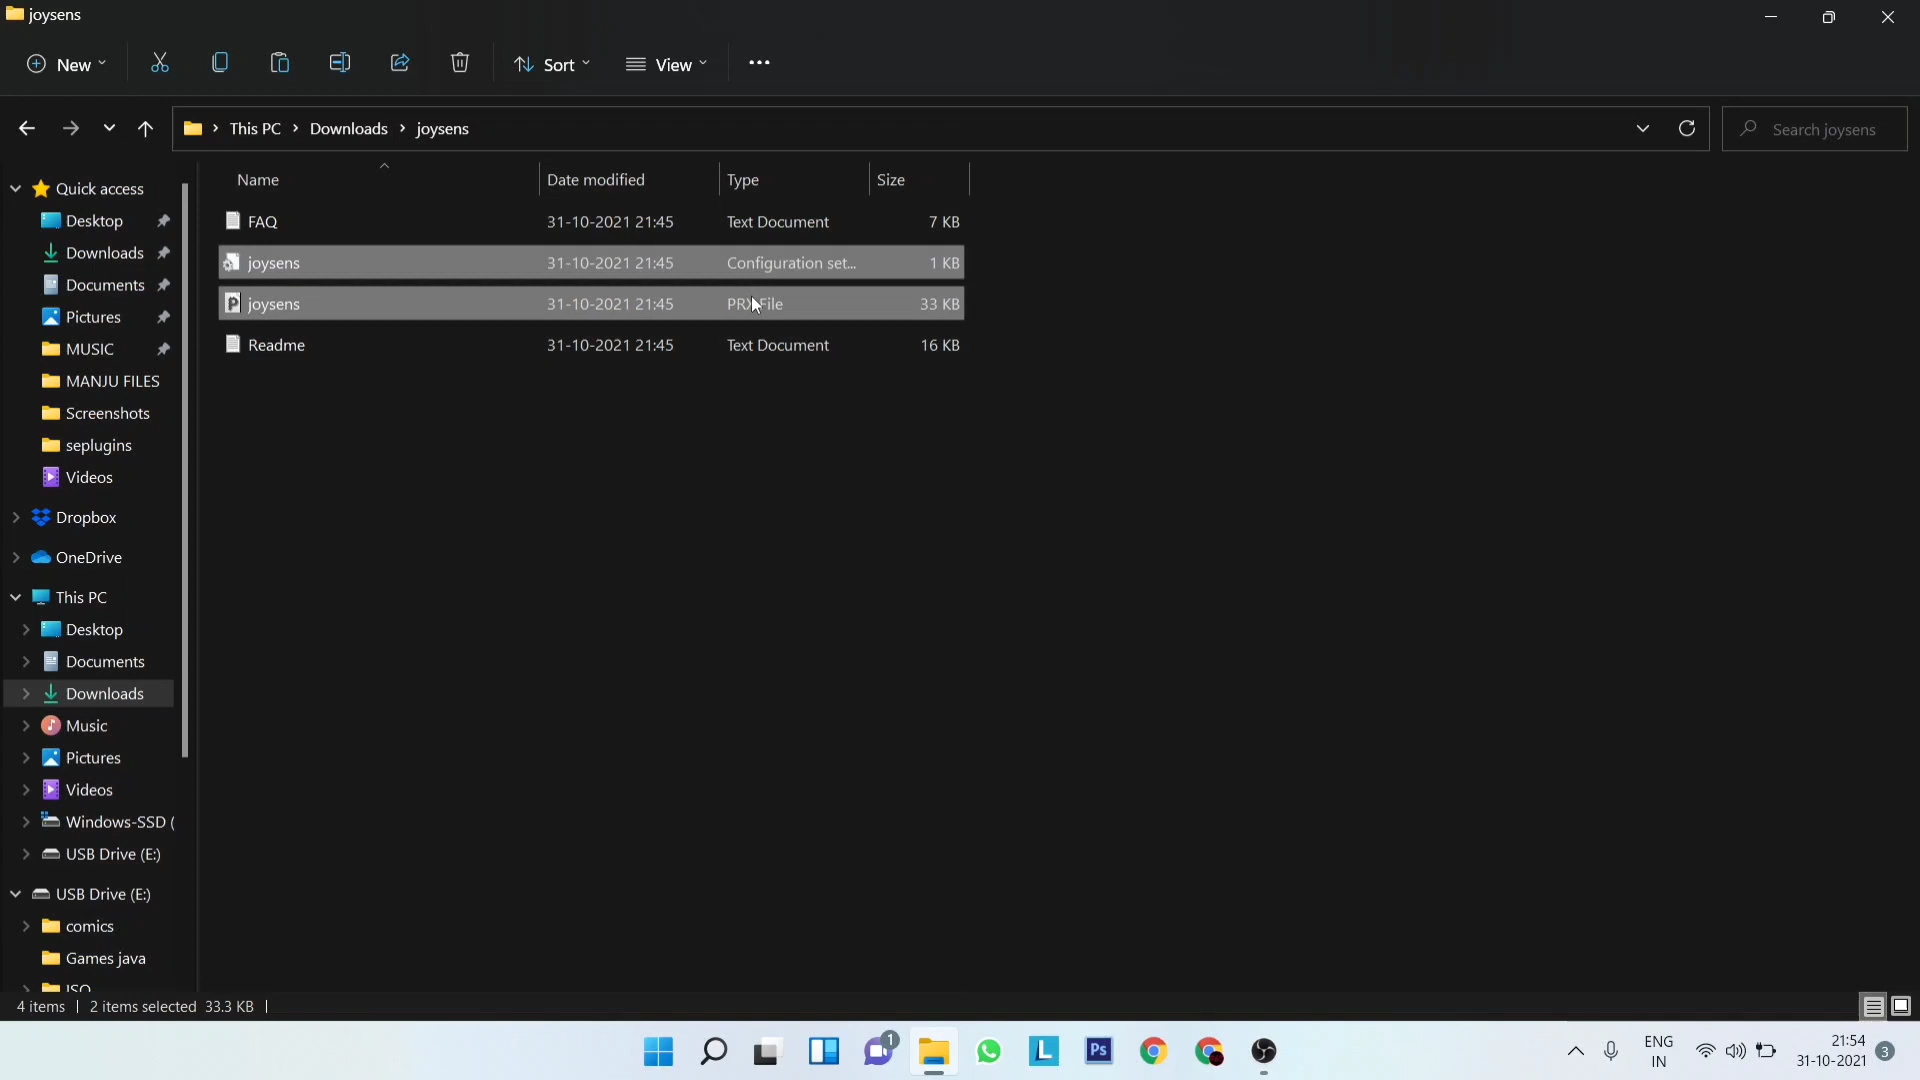 joysens
New
Sort
View
This PC
Downloads
joysens
Search joysens
Name
Date modified
Type
Size
FAQ
31-10-2021 21:45
Text Document
7 KB
joysens
31-10-2021 21:45
Configuration set...
1 KB
joysens
31-10-2021 21:45
33 KB
Readme
31-10-2021 21:45
Text Document
16 KB
Quick access
Desktop
Downloads
Documents
Pictures
MUSIC
MANJU FILES
Screenshots
seplugins
Videos
Dropbox
OneDrive
This PC
Desktop
Documents
Downloads
Music
Pictures
Videos
Windows-SSD (
USB Drive (E:)
USB Drive (E:)
comics
Games java
ISO
4 items
2 items selected 33.3 KB
1
L
Ps
ENG
IN
21:54
31-10-2021
3